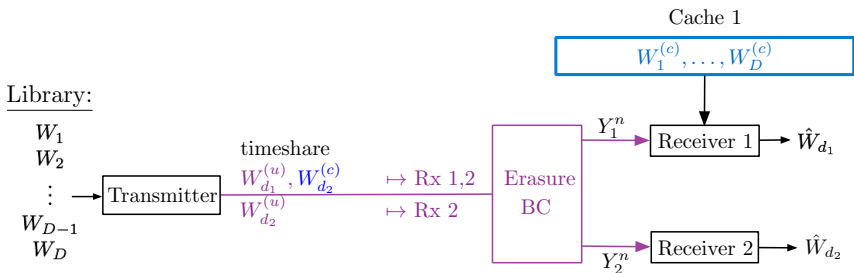 Cache 1
W_1^{(c)}, …, W_D^{(c)}
Library:
W_1
W_2
⋮
W_{D−1}
W_D
Transmitter
timeshare
W_{d_1}^{(u)}, W_{d_2}^{(c)} ↦ Rx 1,2
W_{d_2}^{(u)} ↦ Rx 2
Erasure
BC
Y_1^n
Receiver 1
Ŵ_{d_1}
Y_2^n
Receiver 2
Ŵ_{d_2}